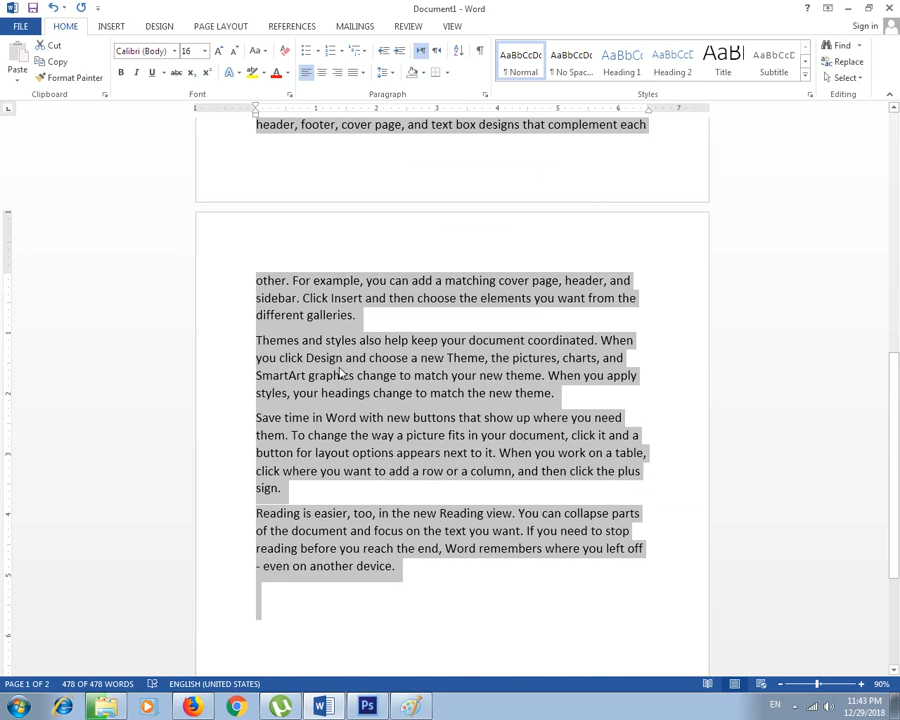 Document1 - Word
Sign in
FILE HOME INSERT DESIGN PAGE LAYOUT REFERENCES MAILINGS REVIEW VIEW
Paste
Cut
Copy
Format Painter
Calibri (Body) 16
AaBbCcDc AaBbCcDc AaBbCc AaBbCc AaBb AaBbCcC
¶ Normal ¶ No Spac... Heading 1 Heading 2 Title Subtitle
Find
Replace
Select
Clipboard Font Paragraph Styles Editing
header, footer, cover page, and text box designs that complement each
other. For example, you can add a matching cover page, header, and
sidebar. Click Insert and then choose the elements you want from the
different galleries.
Themes and styles also help keep your document coordinated. When
you click Design and choose a new Theme, the pictures, charts, and
SmartArt graphics change to match your new theme. When you apply
styles, your headings change to match the new theme.
Save time in Word with new buttons that show up where you need
them. To change the way a picture fits in your document, click it and a
button for layout options appears next to it. When you work on a table,
click where you want to add a row or a column, and then click the plus
sign.
Reading is easier, too, in the new Reading view. You can collapse parts
of the document and focus on the text you want. If you need to stop
reading before you reach the end, Word remembers where you left off
- even on another device.
PAGE 1 OF 2 478 OF 478 WORDS ENGLISH (UNITED STATES) 90%
EN 11:43 PM
12/29/2018